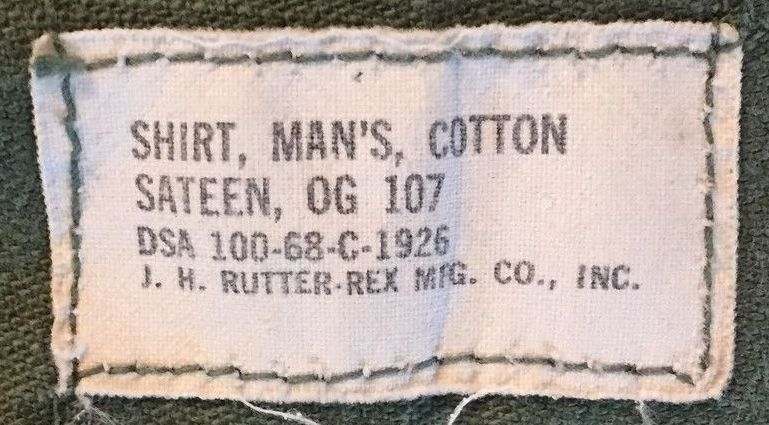 SHIRT, MAN'S, COTTON
SATEEN, OG 107
DSA 100-68-C-1926
J. H. RUTTER-REX MFG. CO., INC.